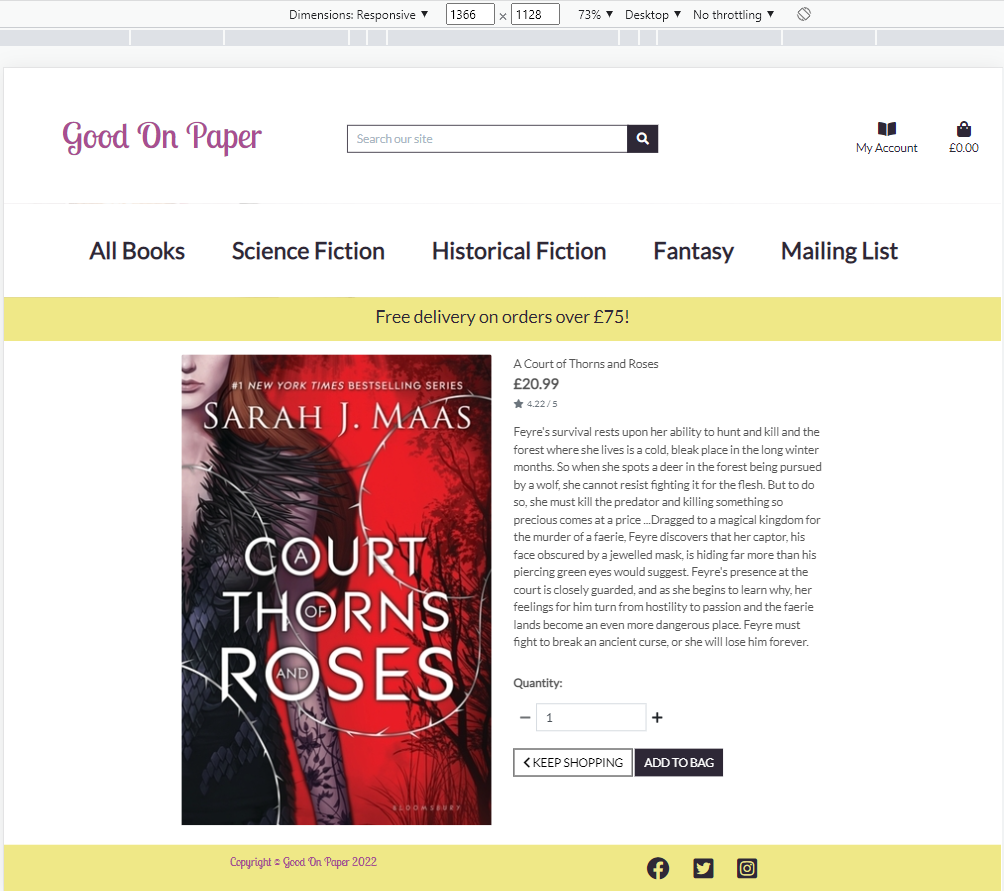 Dimensions: Responsive ▼ 1366 × 1128 73% ▼ Desktop ▼ No throttling ▼
Good On Paper
Search our site
My Account
£0.00
All Books Science Fiction Historical Fiction Fantasy Mailing List
Free delivery on orders over £75!
#1 NEW YORK TIMES BESTSELLING SERIES
SARAH J. MAAS
A COURT
THORNS OF
AND ROSES
BLOOMSBURY
A Court of Thorns and Roses
£20.99
4.22 / 5
Feyre's survival rests upon her ability to hunt and kill and the
forest where she lives is a cold, bleak place in the long winter
months. So when she spots a deer in the forest being pursued
by a wolf, she cannot resist fighting it for the flesh. But to do
so, she must kill the predator and killing something so
precious comes at a price ...Dragged to a magical kingdom for
the murder of a faerie, Feyre discovers that her captor, his
face obscured by a jewelled mask, is hiding far more than his
piercing green eyes would suggest. Feyre's presence at the
court is closely guarded, and as she begins to learn why, her
feelings for him turn from hostility to passion and the faerie
lands become an even more dangerous place. Feyre must
fight to break an ancient curse, or she will lose him forever.
Quantity:
1
KEEP SHOPPING ADD TO BAG
Copyright © Good On Paper 2022